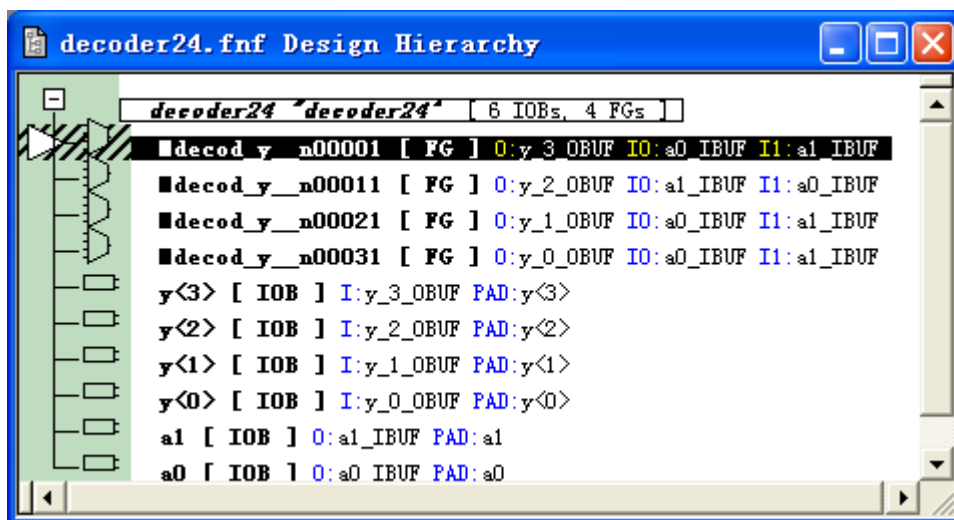 decoder24.fnf Design Hierarchy
decoder24 "decoder24" [ 6 IOBs, 4 FGs ]
■decod_y__n00001 [ FG ] O:y_3_OBUF I0:a0_IBUF I1:a1_IBUF
■decod_y__n00011 [ FG ] O:y_2_OBUF I0:a1_IBUF I1:a0_IBUF
■decod_y__n00021 [ FG ] O:y_1_OBUF I0:a0_IBUF I1:a1_IBUF
■decod_y__n00031 [ FG ] O:y_0_OBUF I0:a0_IBUF I1:a1_IBUF
y<3> [ IOB ] I:y_3_OBUF PAD:y<3>
y<2> [ IOB ] I:y_2_OBUF PAD:y<2>
y<1> [ IOB ] I:y_1_OBUF PAD:y<1>
y<0> [ IOB ] I:y_0_OBUF PAD:y<0>
a1 [ IOB ] O:a1_IBUF PAD:a1
a0 [ IOB ] O:a0_IBUF PAD:a0